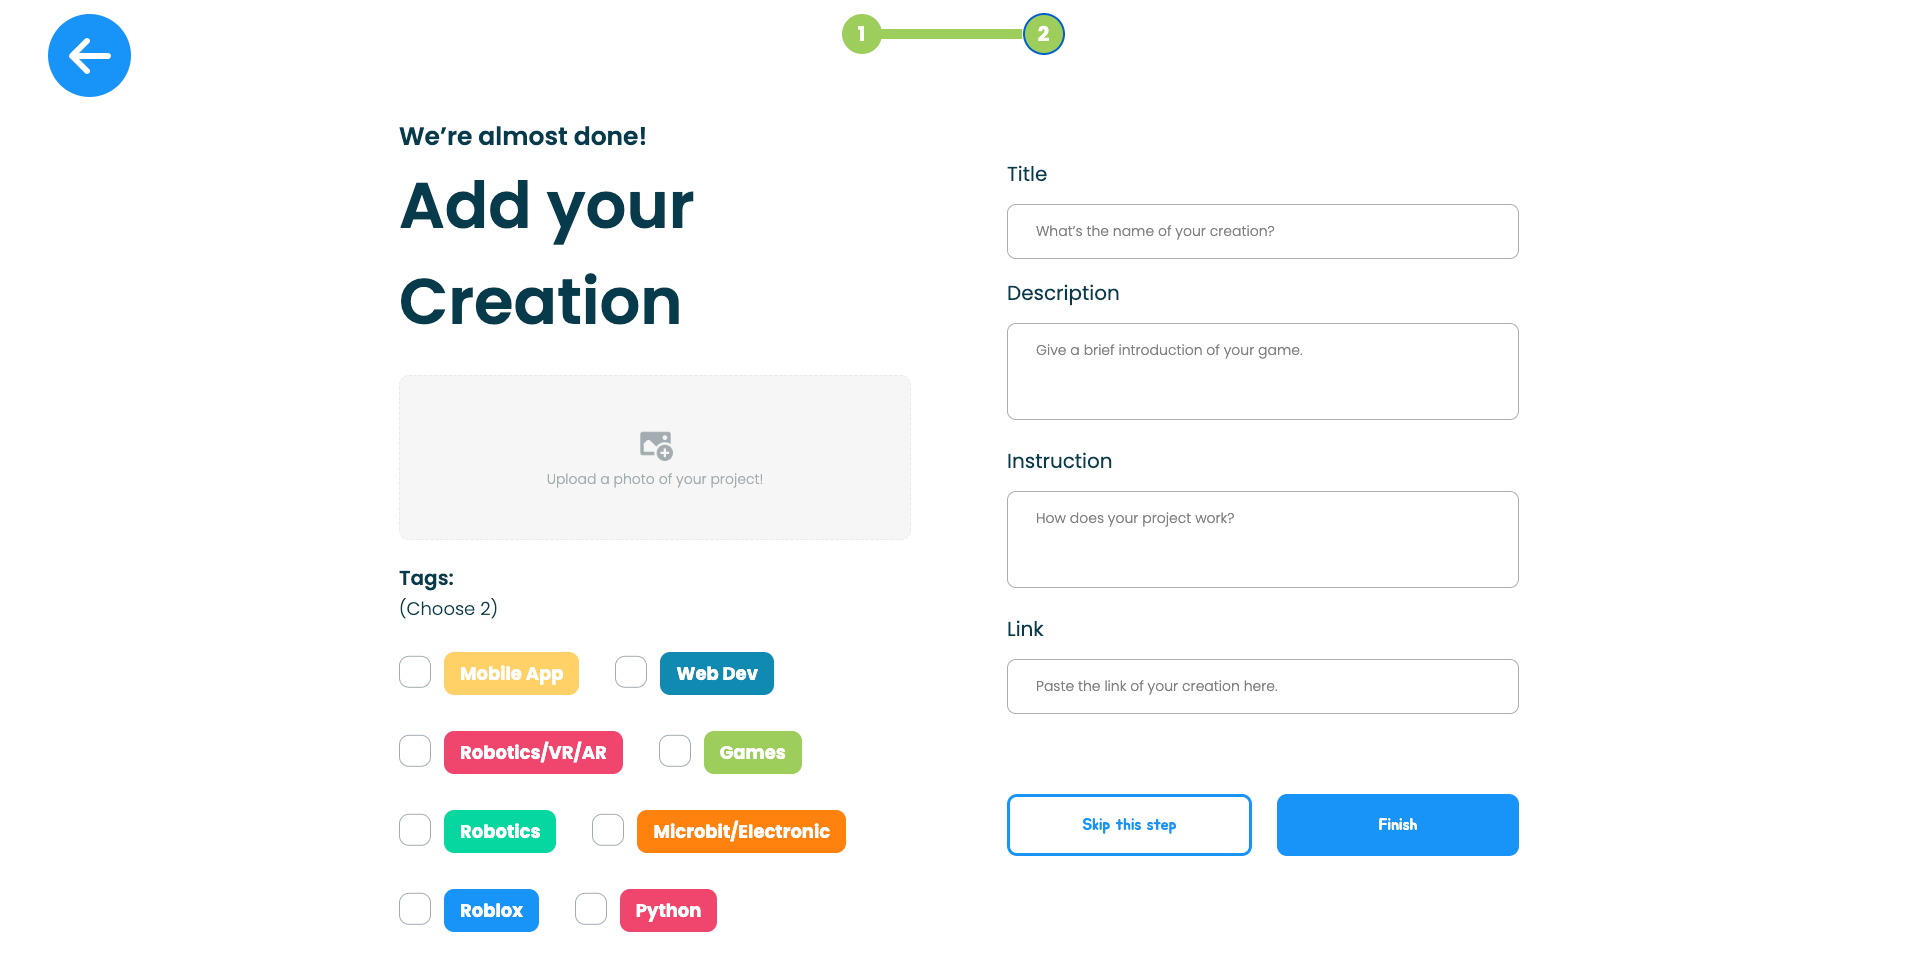 1
2
We're almost done!
Add your
Creation
Upload a photo of your project!
Tags:
(Choose 2)
Mobile App
Web Dev
Robotics/VR/AR
Games
Robotics
Microbit/Electronic
Roblox
Python
Title
What's the name of your creation?
Description
Give a brief introduction of your game.
Instruction
How does your project work?
Link
Paste the link of your creation here.
Skip this step
Finish